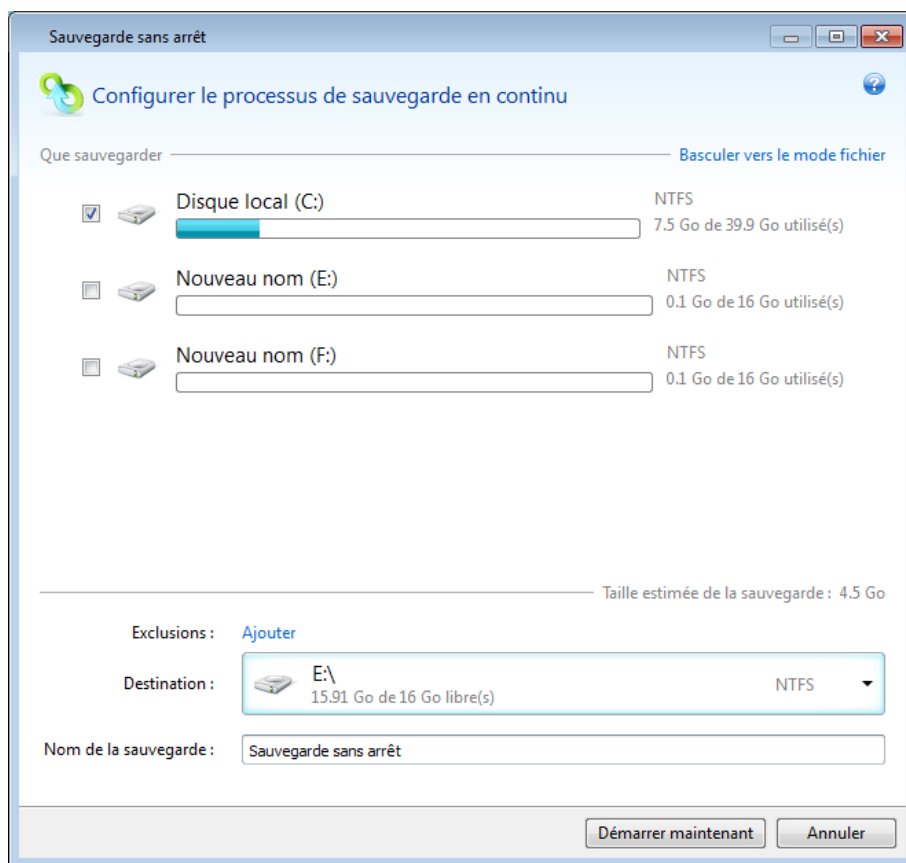 Sauvegarde sans arrêt
Configurer le processus de sauvegarde en continu
Que sauvegarder
Basculer vers le mode fichier
Disque local (C:)
NTFS
7.5 Go de 39.9 Go utilisé(s)
Nouveau nom (E:)
NTFS
0.1 Go de 16 Go utilisé(s)
Nouveau nom (F:)
NTFS
0.1 Go de 16 Go utilisé(s)
Taille estimée de la sauvegarde : 4.5 Go
Exclusions :
Ajouter
Destination :
E:\
15.91 Go de 16 Go libre(s)
NTFS
Nom de la sauvegarde :
Sauvegarde sans arrêt
Démarrer maintenant
Annuler